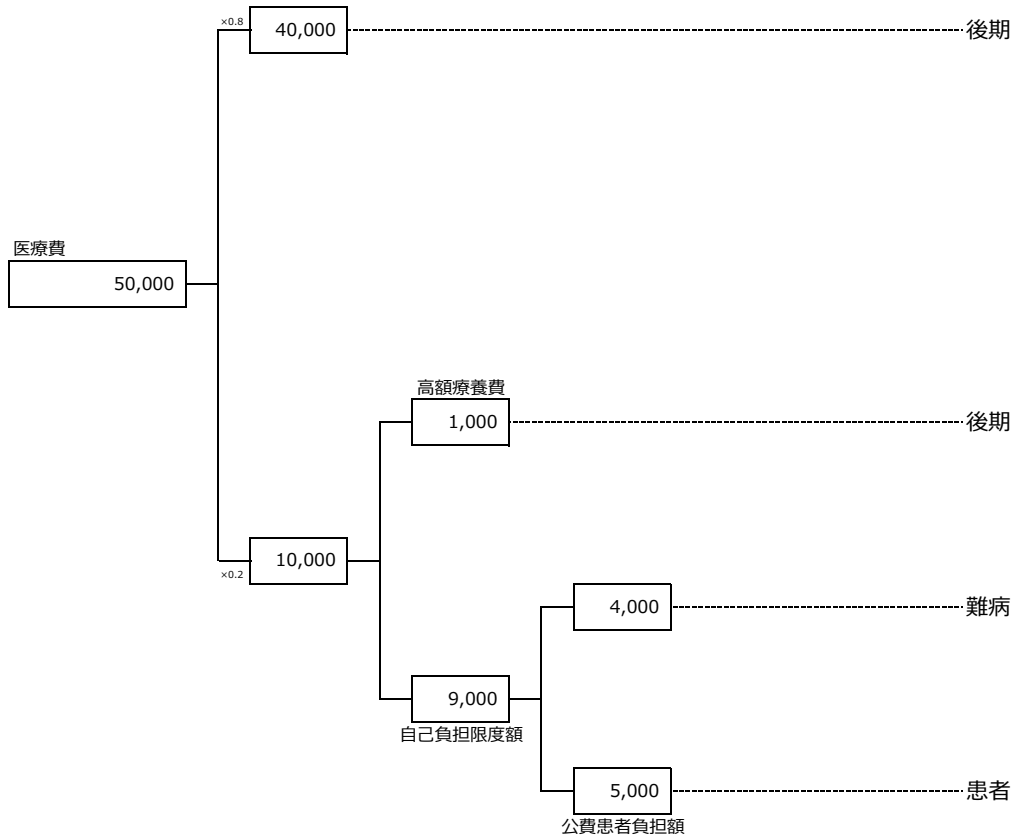 ×0.8
40,000
後期
医療費
50,000
高額療養費
1,000
後期
10,000
×0.2
4,000
難病
9,000
自己負担限度額
5,000
患者
公費患者負担額